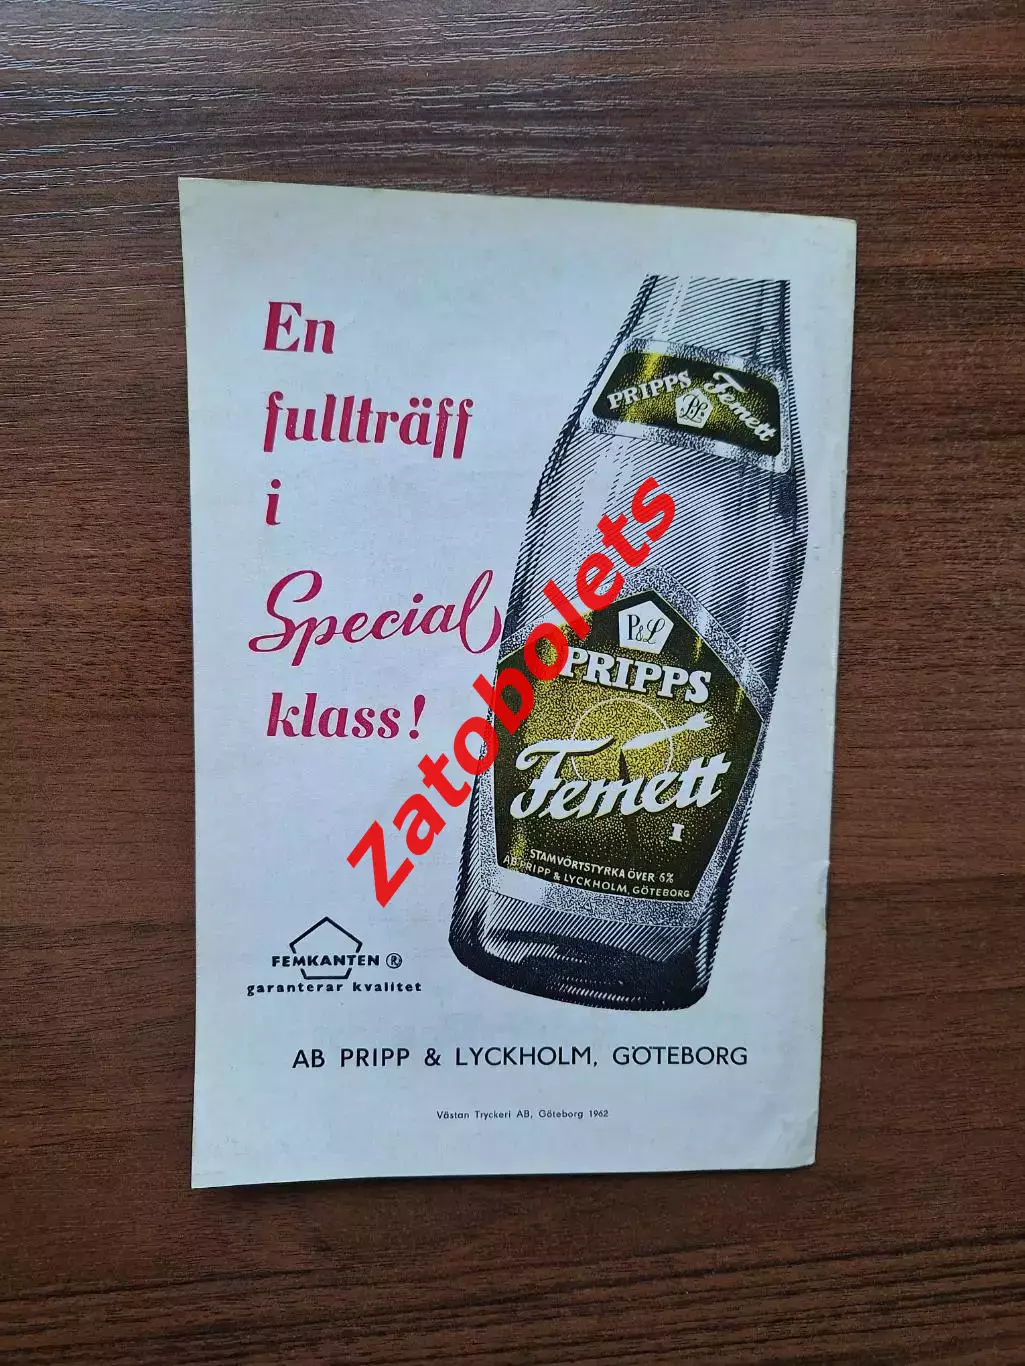 En
fullträff
i
Special
klass!
PRIPPS Femett
P&L
P&L
PRIPPS
Femett
I
STAMVÖRTSTYRKA ÖVER 6%
AB PRIPP & LYCKHOLM, GÖTEBORG
Zatobolets
FEMKANTEN ®
garanterar kvalitet
AB PRIPP & LYCKHOLM, GÖTEBORG
Västan Tryckeri AB, Göteborg 1962